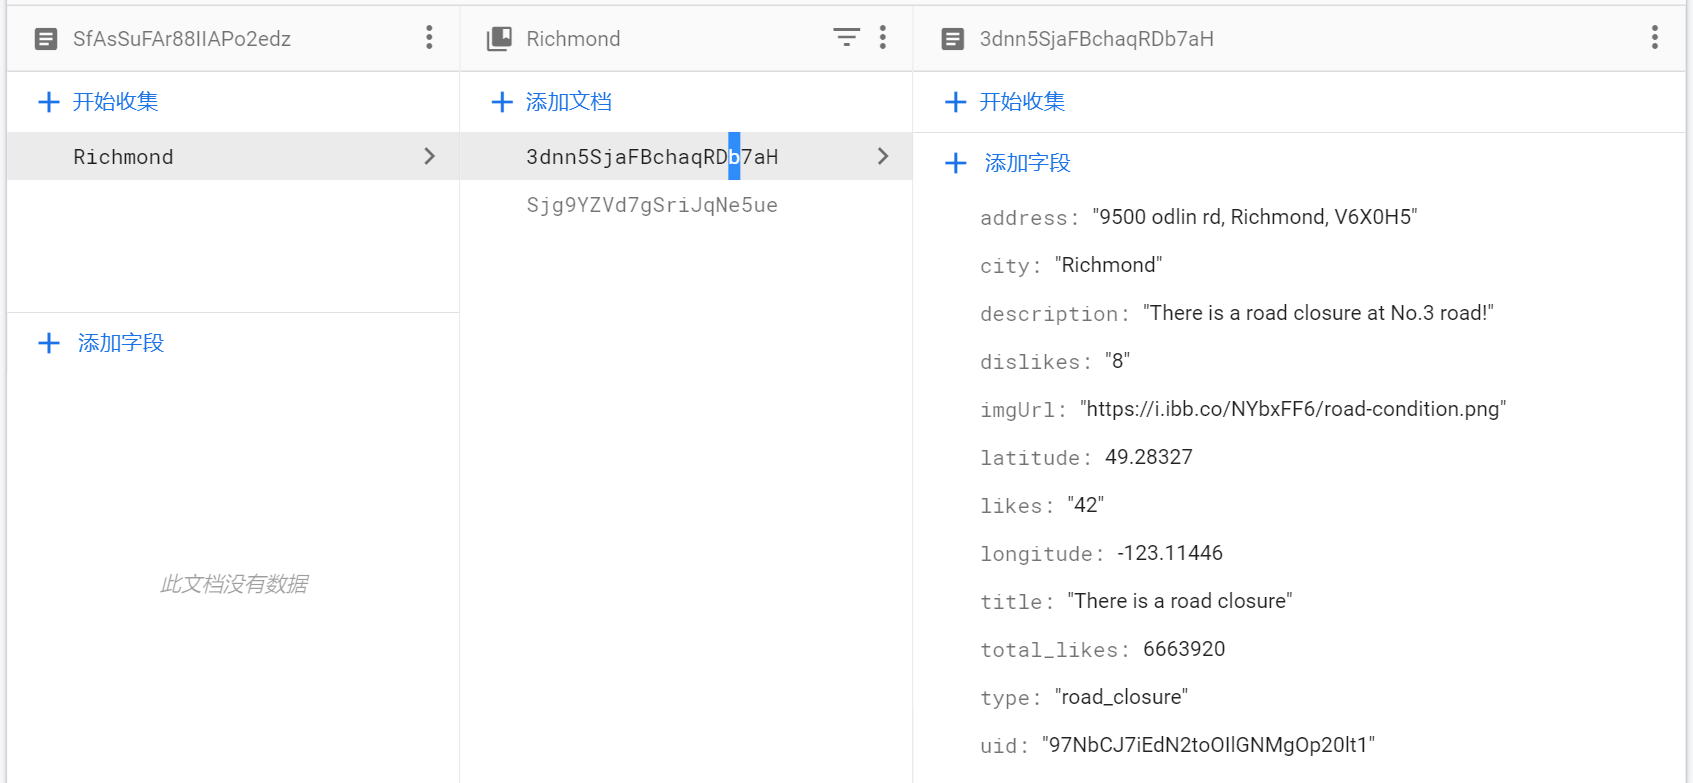 SfAsSuFAr88IIAPo2edz
开始收集
Richmond
添加字段
此文档没有数据
Richmond
添加文档
3dnn5SjaFBchaqRDb7aH
Sjg9YZVd7gSriJqNe5ue
3dnn5SjaFBchaqRDb7aH
开始收集
添加字段
address: "9500 odlin rd, Richmond, V6X0H5"
city: "Richmond"
description: "There is a road closure at No.3 road!"
dislikes: "8"
imgUrl: "https://i.ibb.co/NYbxFF6/road-condition.png"
latitude: 49.28327
likes: "42"
longitude: -123.11446
title: "There is a road closure"
total_likes: 6663920
type: "road_closure"
uid: "97NbCJ7iEdN2toOIlGNMgOp20lt1"